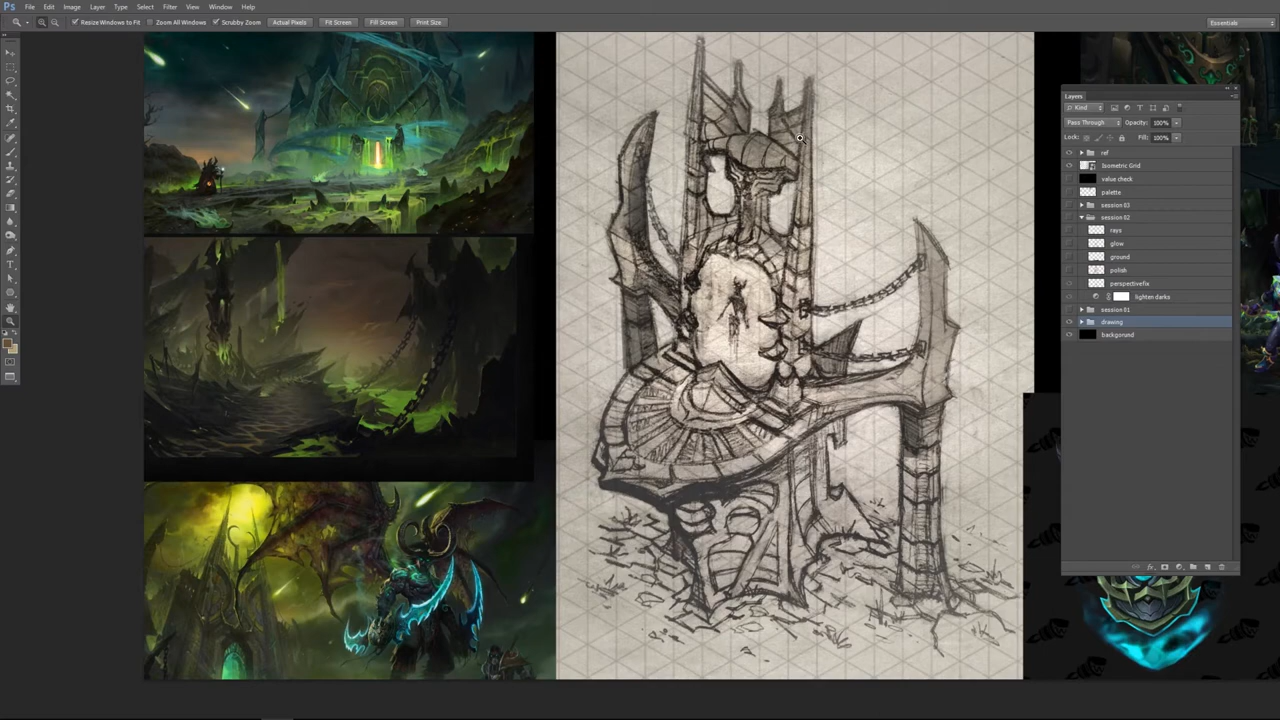 Ps File Edit Image Layer Type Select Filter View Window Help
Resize Windows to Fit Zoom All Windows Scrubby Zoom Actual Pixels Fit Screen Fill Screen Print Size Essentials
Layers
Kind
Pass Through Opacity: 100%
Lock: Fill: 100%
ref
Isometric Grid
value check
palette
session 03
session 02
rays
glow
ground
polish
perspectivefix
lighten darks
session 01
drawing
backgorund